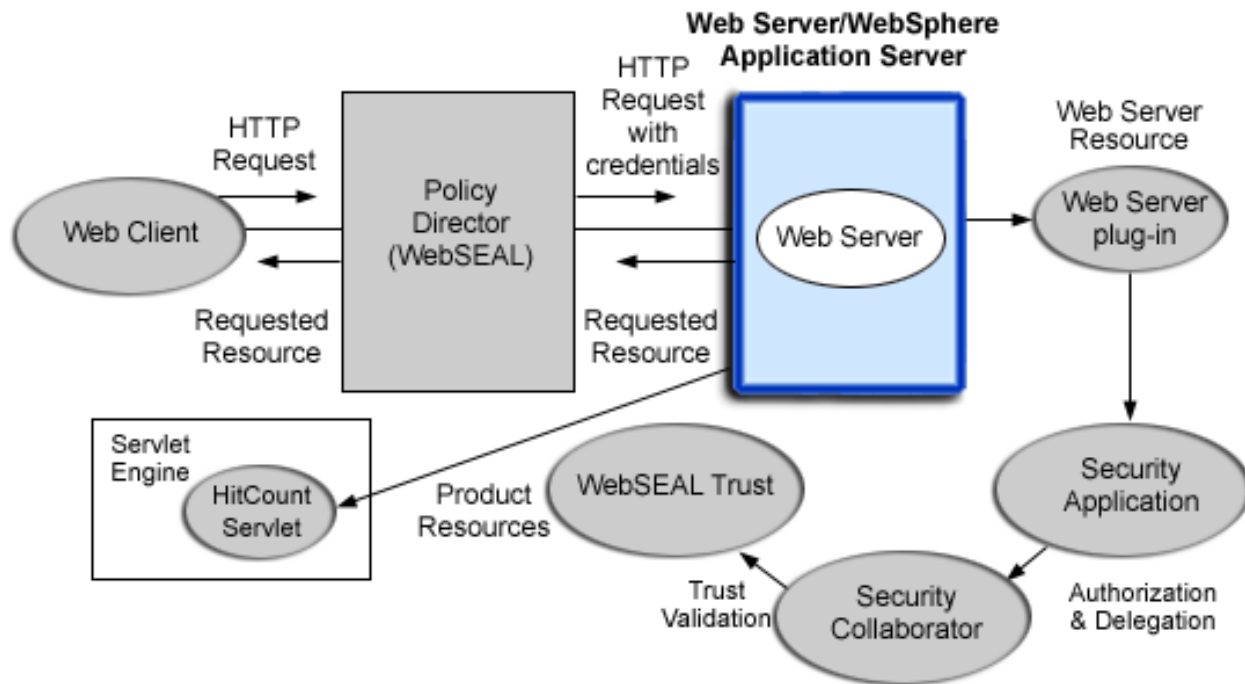 Web Server/WebSphere
Application Server
HTTP
Request
HTTP
Request
with
credentials
Web Server
Resource
Web Client
Policy
Director
(WebSEAL)
Web Server
Web Server
plug-in
Requested
Resource
Requested
Resource
Servlet
Engine
HitCount
Servlet
Product
Resources
WebSEAL Trust
Security
Application
Trust
Validation
Security
Collaborator
Authorization
& Delegation